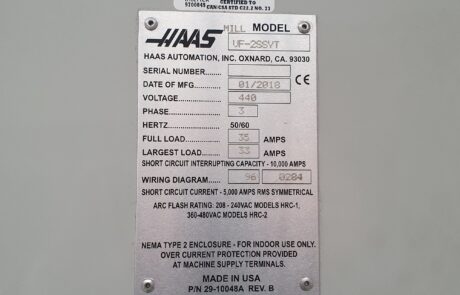 CERTIFIED TO
CAN/CSA STD C22.2 NO. 73
HAAS MILL MODEL
VF-2SSYT
HAAS AUTOMATION, INC. OXNARD, CA. 93030
SERIAL NUMBER
DATE OF MFG 01/2018 CE
VOLTAGE 440
PHASE 3
HERTZ 50/60
FULL LOAD 35 AMPS
LARGEST LOAD 33 AMPS
SHORT CIRCUIT INTERRUPTING CAPACITY - 10,000 AMPS
WIRING DIAGRAM 96 0284
SHORT CIRCUIT CURRENT - 5,000 AMPS RMS SYMMETRICAL
ARC FLASH RATING: 208 - 240VAC MODELS HRC-1,
360-480VAC MODELS HRC-2
NEMA TYPE 2 ENCLOSURE - FOR INDOOR USE ONLY.
OVER CURRENT PROTECTION PROVIDED
AT MACHINE SUPPLY TERMINALS.
MADE IN USA
P/N 29-10048A REV. B